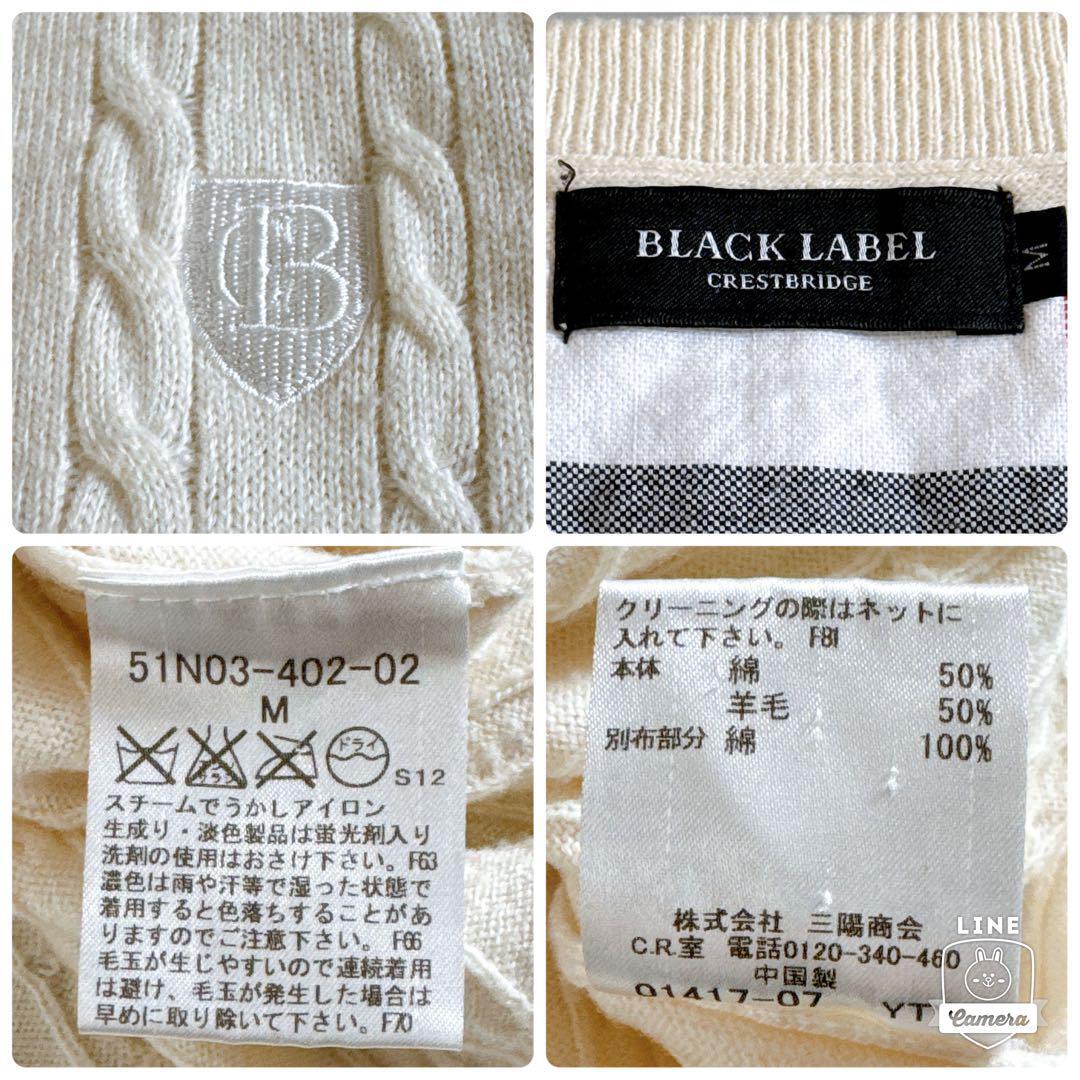 CB
BLACK LABEL
CRESTBRIDGE
M
51N03-402-02
M
ドライ
S12
スチームでうかしアイロン
生成り・淡色製品は蛍光剤入り
洗剤の使用はおさけ下さい。F63
濃色は雨や汗等で湿った状態で
着用すると色落ちすることがあ
りますのでご注意下さい。F66
毛玉が生じやすいので連続着用
は避け、毛玉が発生した場合は
早めに取り除いて下さい。F70
クリーニングの際はネットに
入れて下さい。F81
本体 綿 50%
羊毛 50%
別布部分 綿 100%
株式会社 三陽商会
C.R.室 電話0120-340-460
中国製
01417-07 YT
LINE
Camera